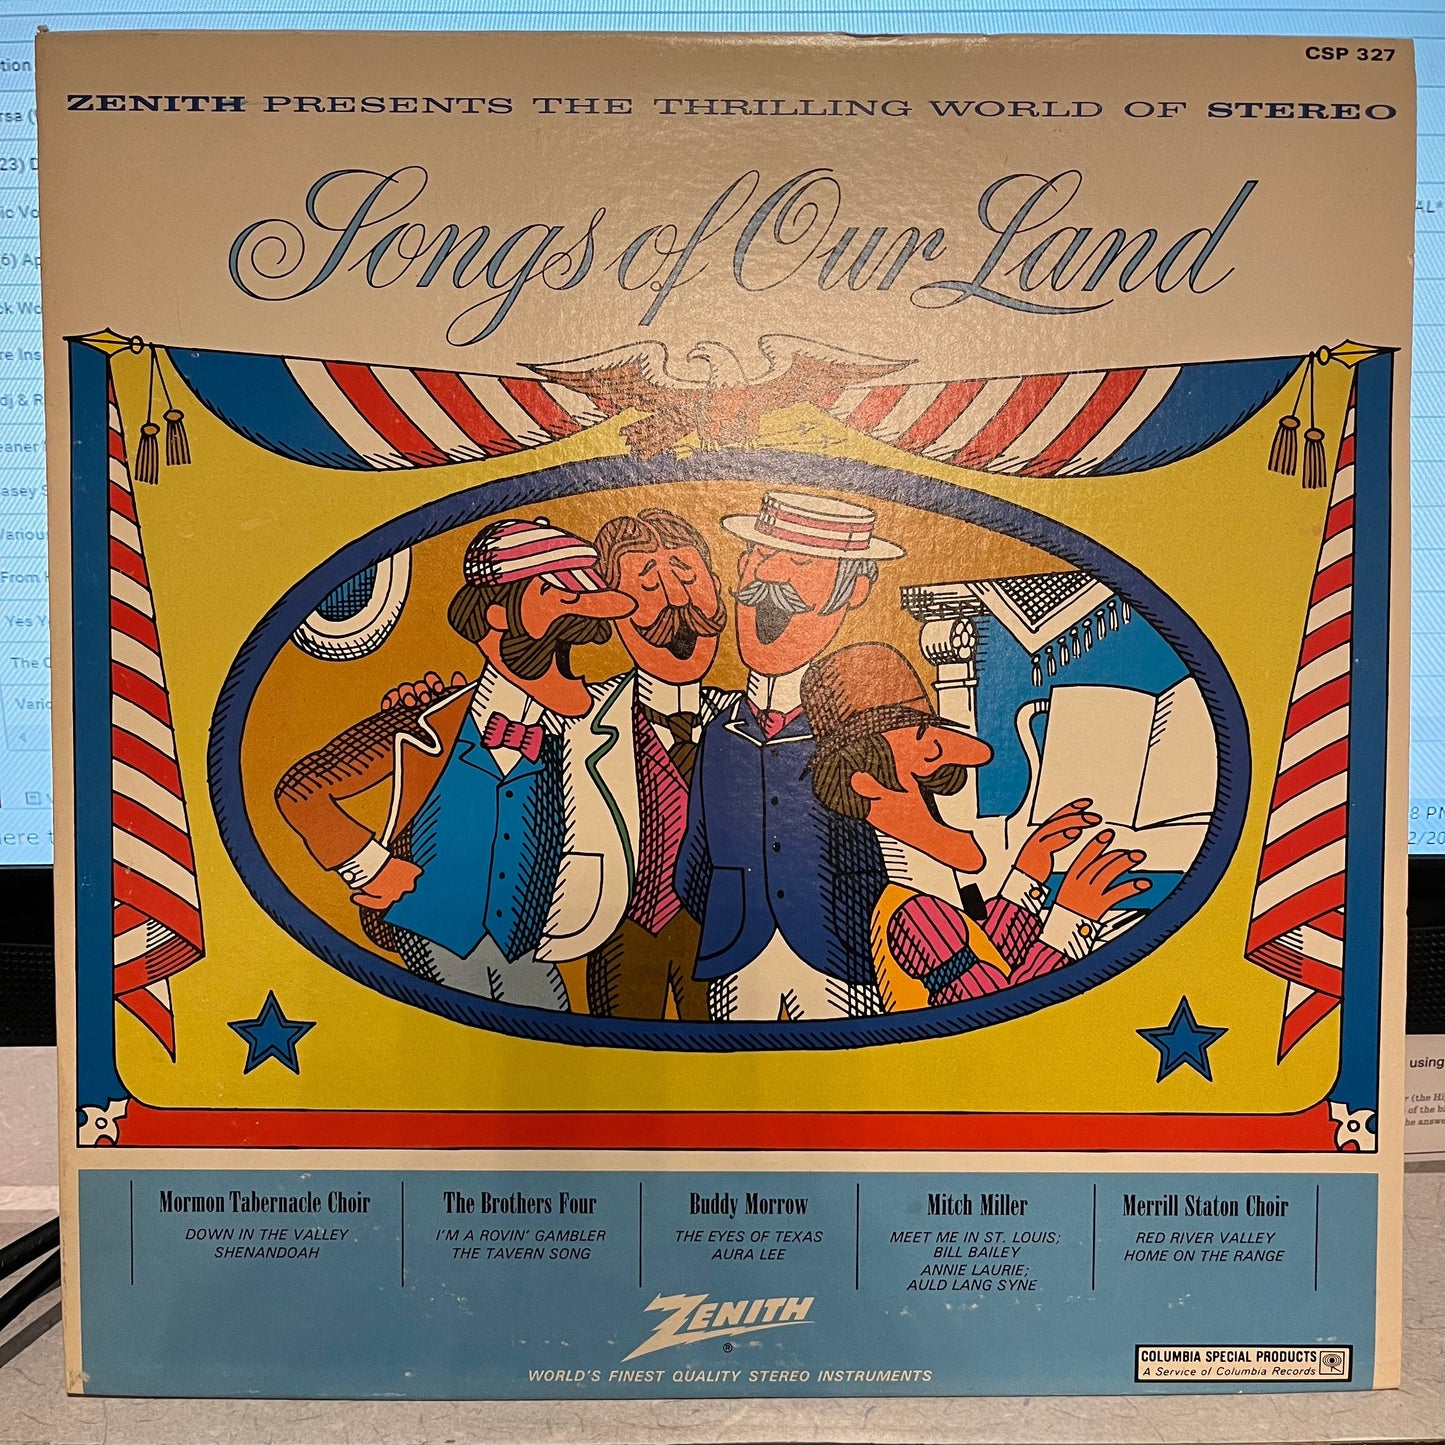 CSP 327
ZENITH PRESENTS THE THRILLING WORLD OF STEREO
Songs of Our Land
Mormon Tabernacle Choir
DOWN IN THE VALLEY
SHENANDOAH
The Brothers Four
I'M A ROVIN' GAMBLER
THE TAVERN SONG
Buddy Morrow
THE EYES OF TEXAS
AURA LEE
Mitch Miller
MEET ME IN ST. LOUIS;
BILL BAILEY
ANNIE LAURIE;
AULD LANG SYNE
Merrill Staton Choir
RED RIVER VALLEY
HOME ON THE RANGE
ZENITH
®
WORLD'S FINEST QUALITY STEREO INSTRUMENTS
COLUMBIA SPECIAL PRODUCTS
A Service of Columbia Records
using